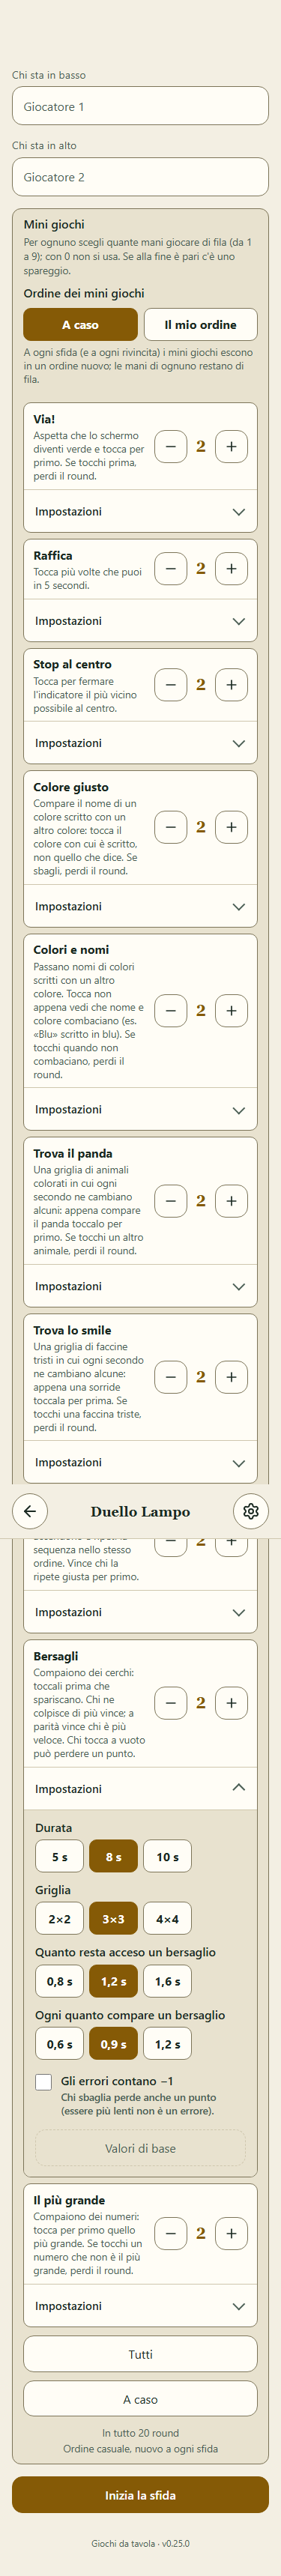 Chi sta in basso
Giocatore 1
Chi sta in alto
Giocatore 2
Mini giochi
Per ognuno scegli quante mani giocare di fila (da 1
a 9); con 0 non si usa. Se alla fine è pari c'è uno
spareggio.
Ordine dei mini giochi
A caso
Il mio ordine
A ogni sfida (e a ogni rivincita) i mini giochi escono
in un ordine nuovo; le mani di ognuno restano di
fila.
Via!
Aspetta che lo schermo
diventi verde e tocca per
primo. Se tocchi prima,
perdi il round.
− 2 +
Impostazioni
Raffica
Tocca più volte che puoi
in 5 secondi.
− 2 +
Impostazioni
Stop al centro
Tocca per fermare
l'indicatore il più vicino
possibile al centro.
− 2 +
Impostazioni
Colore giusto
Compare il nome di un
colore scritto con un
altro colore: tocca il
colore con cui è scritto,
non quello che dice. Se
sbagli, perdi il round.
− 2 +
Impostazioni
Colori e nomi
Passano nomi di colori
scritti con un altro
colore. Tocca non
appena vedi che nome e
colore combaciano (es.
«Blu» scritto in blu). Se
tocchi quando non
combaciano, perdi il
round.
− 2 +
Impostazioni
Trova il panda
Una griglia di animali
colorati in cui ogni
secondo ne cambiano
alcuni: appena compare
il panda toccalo per
primo. Se tocchi un altro
animale, perdi il round.
− 2 +
Impostazioni
Trova lo smile
Una griglia di faccine
tristi in cui ogni secondo
ne cambiano alcune:
appena una sorride
toccala per prima. Se
tocchi una faccina triste,
perdi il round.
− 2 +
Impostazioni
Duello Lampo
sequenza nello stesso
ordine. Vince chi la
ripete giusta per primo.
− 2 +
Impostazioni
Bersagli
Compaiono dei cerchi:
toccali prima che
spariscano. Chi ne
colpisce di più vince; a
parità vince chi è più
veloce. Chi tocca a vuoto
può perdere un punto.
− 2 +
Impostazioni
Durata
5 s 8 s 10 s
Griglia
2×2 3×3 4×4
Quanto resta acceso un bersaglio
0,8 s 1,2 s 1,6 s
Ogni quanto compare un bersaglio
0,6 s 0,9 s 1,2 s
Gli errori contano −1
Chi sbaglia perde anche un punto
(essere più lenti non è un errore).
Valori di base
Il più grande
Compaiono dei numeri:
tocca per primo quello
più grande. Se tocchi un
numero che non è il più
grande, perdi il round.
− 2 +
Impostazioni
Tutti
A caso
In tutto 20 round
Ordine casuale, nuovo a ogni sfida
Inizia la sfida
Giochi da tavola · v0.25.0